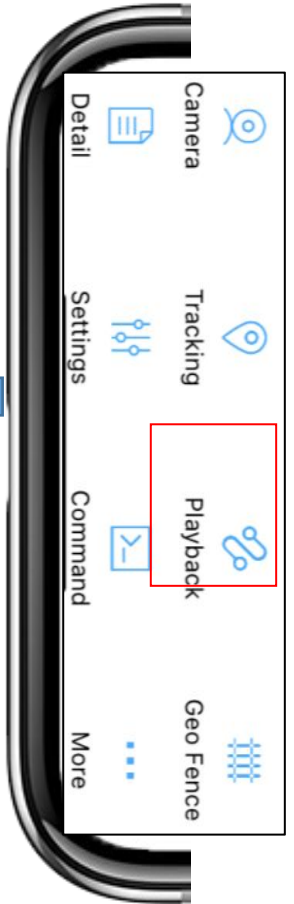 Camera
Tracking
Playback
Geo Fence
Detail
Settings
Command
More